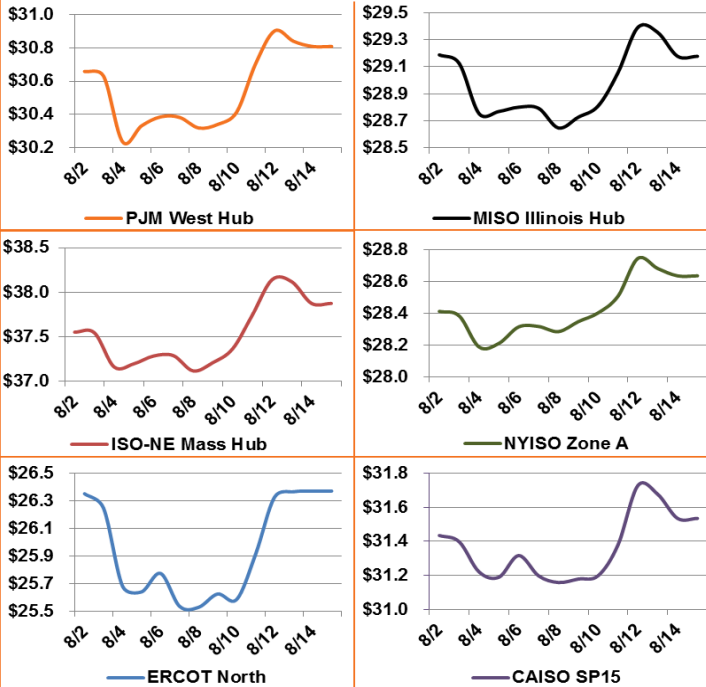 $31.0
$30.8
$30.6
$30.4
$30.2
8/2 8/4 8/6 8/8 8/10 8/12 8/14
PJM West Hub
$29.5
$29.3
$29.1
$28.9
$28.7
$28.5
8/2 8/4 8/6 8/8 8/10 8/12 8/14
MISO Illinois Hub
$38.5
$38.0
$37.5
$37.0
8/2 8/4 8/6 8/8 8/10 8/12 8/14
ISO-NE Mass Hub
$28.8
$28.6
$28.4
$28.2
$28.0
8/2 8/4 8/6 8/8 8/10 8/12 8/14
NYISO Zone A
$26.5
$26.3
$26.1
$25.9
$25.7
$25.5
8/2 8/4 8/6 8/8 8/10 8/12 8/14
ERCOT North
$31.8
$31.6
$31.4
$31.2
$31.0
8/2 8/4 8/6 8/8 8/10 8/12 8/14
CAISO SP15